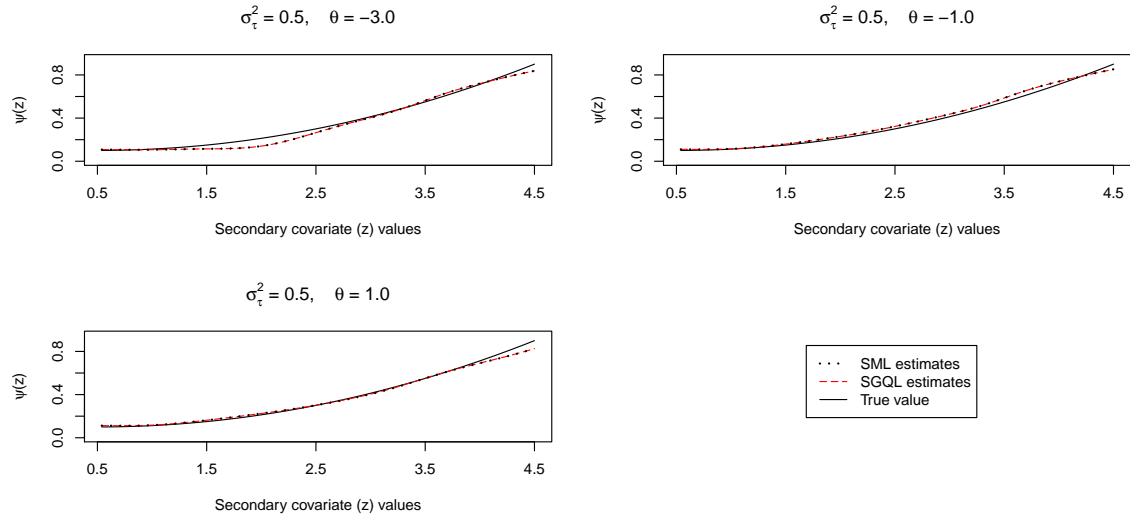 σ²_τ = 0.5, θ = −3.0
ψ(z)
0.8
0.4
0.0
0.5 1.5 2.5 3.5 4.5
Secondary covariate (z) values
σ²_τ = 0.5, θ = −1.0
ψ(z)
0.8
0.4
0.0
0.5 1.5 2.5 3.5 4.5
Secondary covariate (z) values
σ²_τ = 0.5, θ = 1.0
ψ(z)
0.8
0.4
0.0
0.5 1.5 2.5 3.5 4.5
Secondary covariate (z) values
SML estimates
SGQL estimates
True value